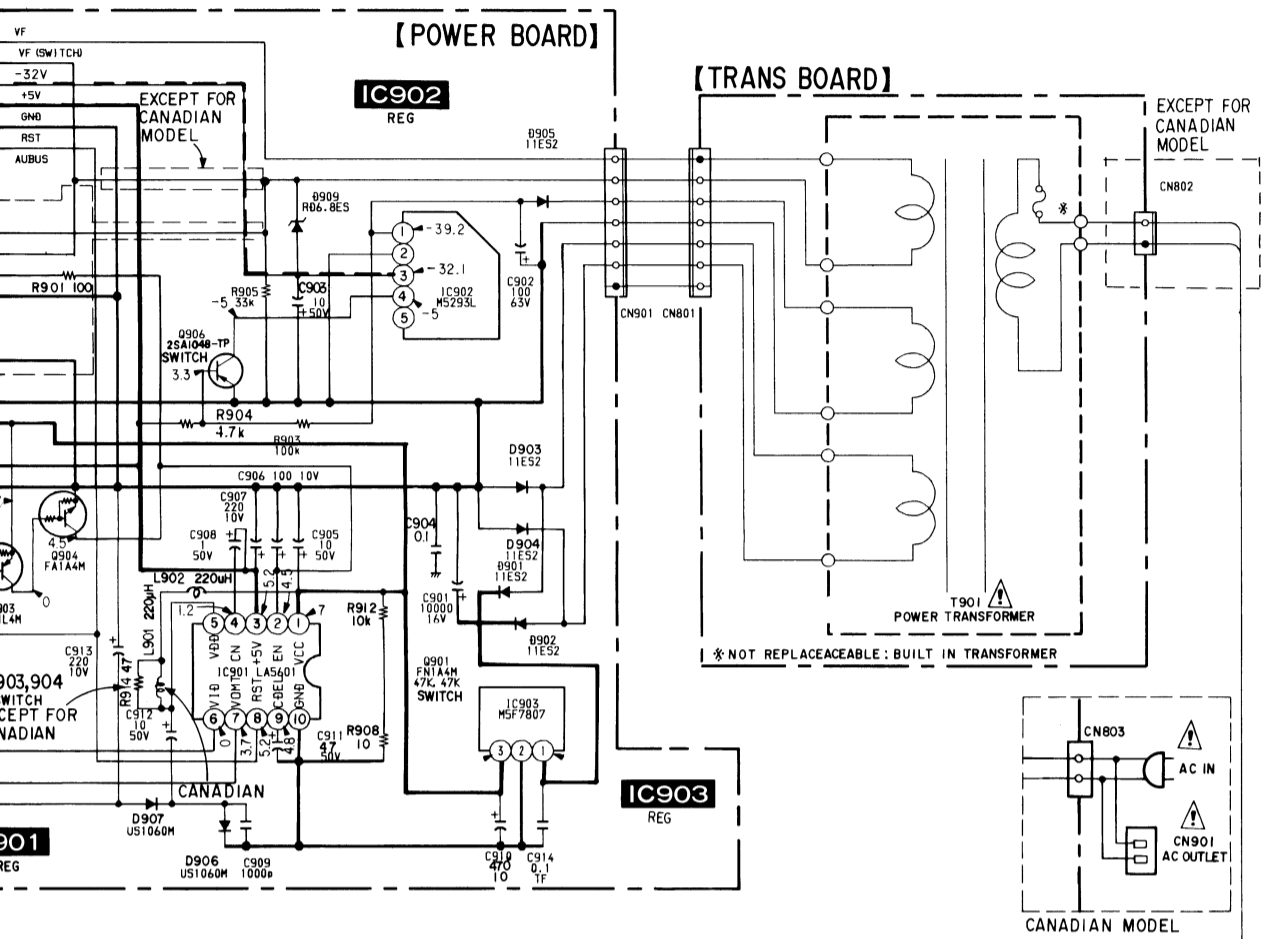 VF
【POWER BOARD】
VF (SWITCH)
-32V
+5V
GND
RST
AUBUS
EXCEPT FOR
CANADIAN
MODEL
IC902
REG
【TRANS BOARD】
EXCEPT FOR
CANADIAN
MODEL
CN802
D905
11ES2
D909
RD6.8ES
1
-39.2
2
3
-32.1
4
-5
5
IC902
M5293L
R901 100
R905
33k
C903
10
+50V
-5
C902
100
63V
CN901
CN801
※
Q906
2SA1048-TP
SWITCH
3.3
R904
4.7k
R903
100k
D903
11ES2
C906 100 10V
C907
220
10V
C908
1
50V
C905
10
50V
C904
0.1
D904
11ES2
D901
11ES2
4.5
Q904
FA1A4M
0
903
1L4M
L902 220uH
5.2
4.5
1.2
7
R912
10k
C901
10000
16V
D902
11ES2
T901
POWER TRANSFORMER
※NOT REPLACEACEABLE : BUILT IN TRANSFORMER
L901 220μH
5
4
3
2
1
VDD
CN
+5V
EN
VCC
IC901 LA5601
VID
VOMT
RST
CDEL
GND
6
7
8
9
10
C913
220
10V
R914 47
903,904
SWITCH
CEPT FOR
NADIAN
C912
10
50V
0
3.7
5.2
4.8
C911
47
50V
R908
10
Q901
FN1A4M
47K, 47K
SWITCH
IC903
M5F7807
3
2
1
CANADIAN
D907
US1060M
D906
US1060M
C909
1000p
C910
470
10
C914
0.1
TF
IC903
REG
901
REG
CN803
AC IN
CN901
AC OUTLET
CANADIAN MODEL